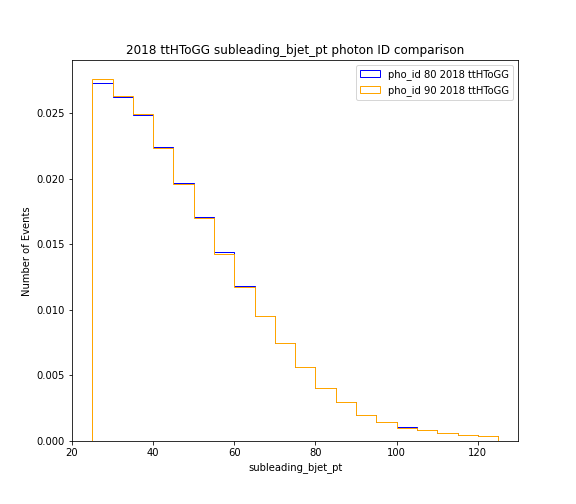 2018 ttHToGG subleading_bjet_pt photon ID comparison
pho_id 80 2018 ttHToGG
pho_id 90 2018 ttHToGG
Number of Events
0.025
0.020
0.015
0.010
0.005
0.000
20 40 60 80 100 120
subleading_bjet_pt